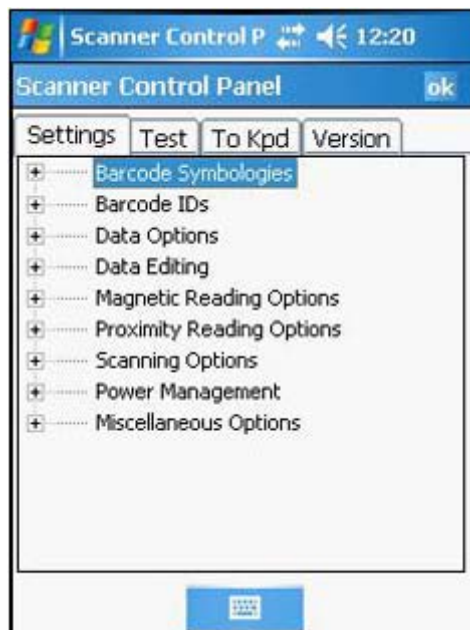 Scanner Control P 12:20
Scanner Control Panel ok
Settings Test To Kpd Version
Barcode Symbologies
Barcode IDs
Data Options
Data Editing
Magnetic Reading Options
Proximity Reading Options
Scanning Options
Power Management
Miscellaneous Options